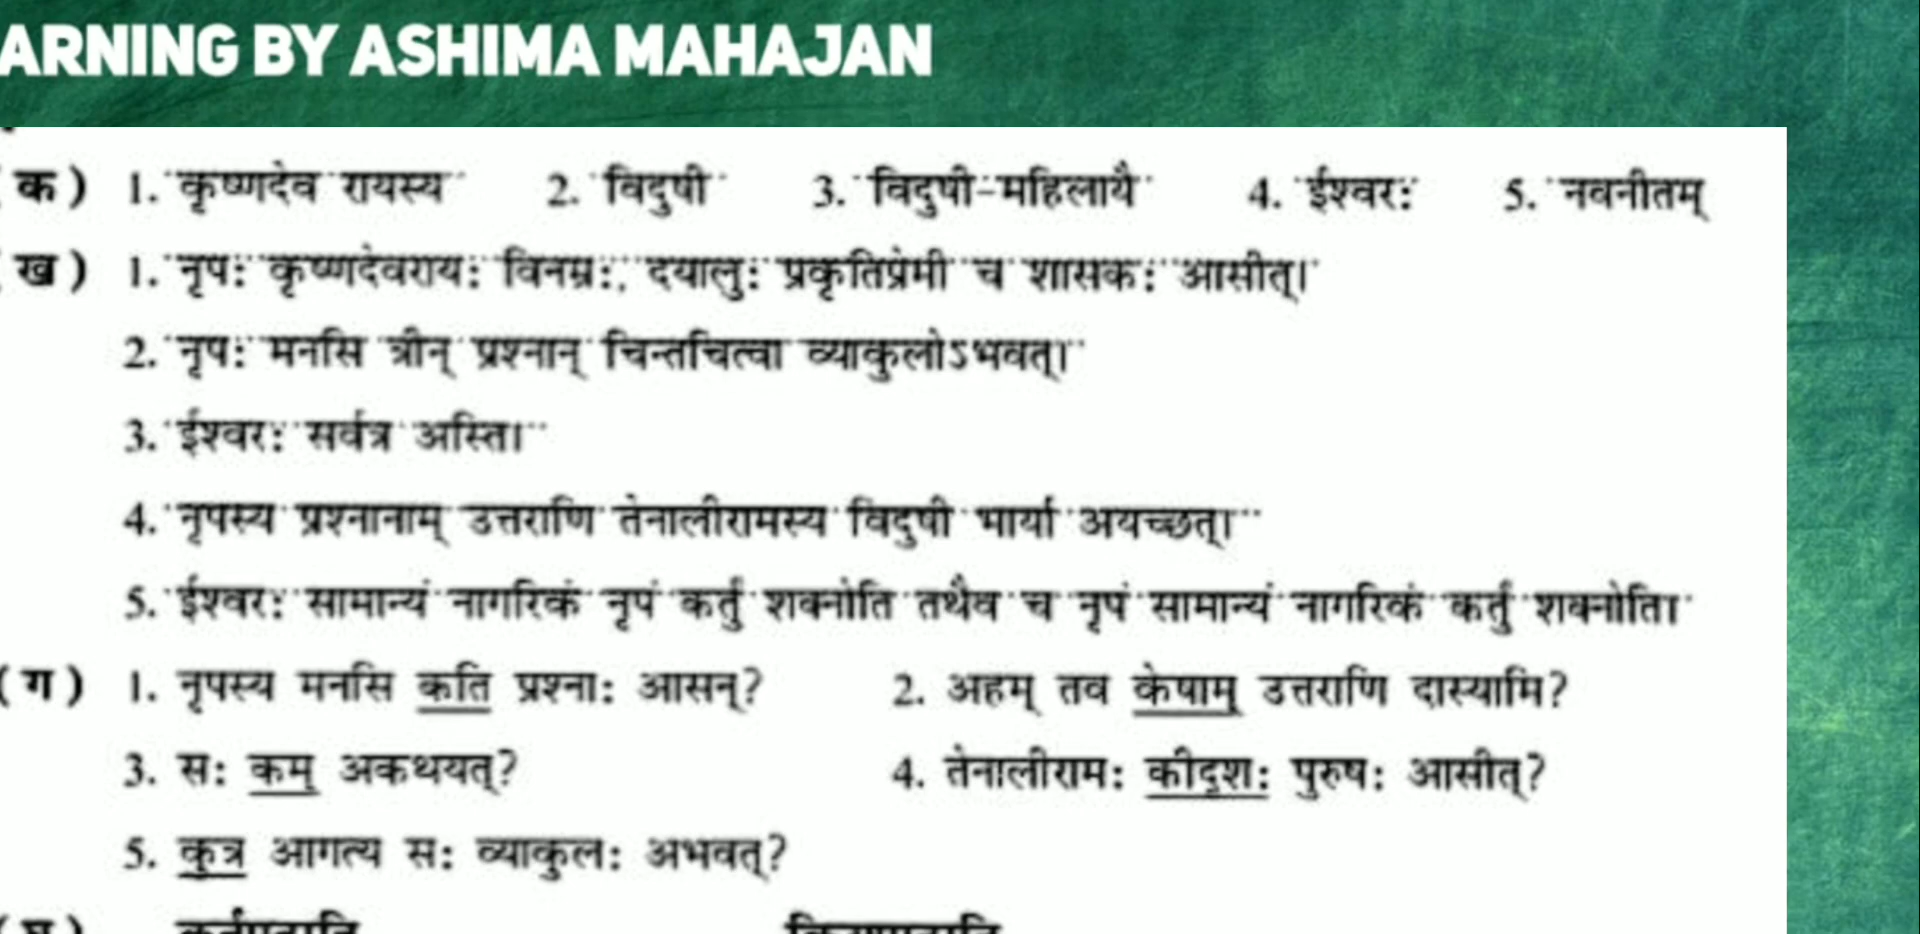 ARNING BY ASHIMA MAHAJAN
(क) 1. कृष्णदेव रायस्य 2. विदुषी 3. विदुषी-महिलायै 4. ईश्वरः 5. नवनीतम्
(ख) 1. नृपः कृष्णदेवरायः विनम्रः, दयालुः प्रकृतिप्रेमी च शासकः आसीत्।
2. नृपः मनसि त्रीन् प्रश्नान् चिन्तचित्वा व्याकुलोऽभवत्।
3. ईश्वरः सर्वत्र अस्ति।
4. नृपस्य प्रश्नानाम् उत्तराणि तेनालीरामस्य विदुषी भार्या अयच्छत्।
5. ईश्वरः सामान्यं नागरिकं नृपं कर्तुं शक्नोति तथैव च नृपं सामान्यं नागरिकं कर्तुं शक्नोति।
(ग) 1. नृपस्य मनसि कति प्रश्नाः आसन्? 2. अहम् तव केषाम् उत्तराणि दास्यामि?
3. सः कम् अकथयत्? 4. तेनालीरामः कीदृशः पुरुषः आसीत्?
5. कुत्र आगत्य सः व्याकुलः अभवत्?